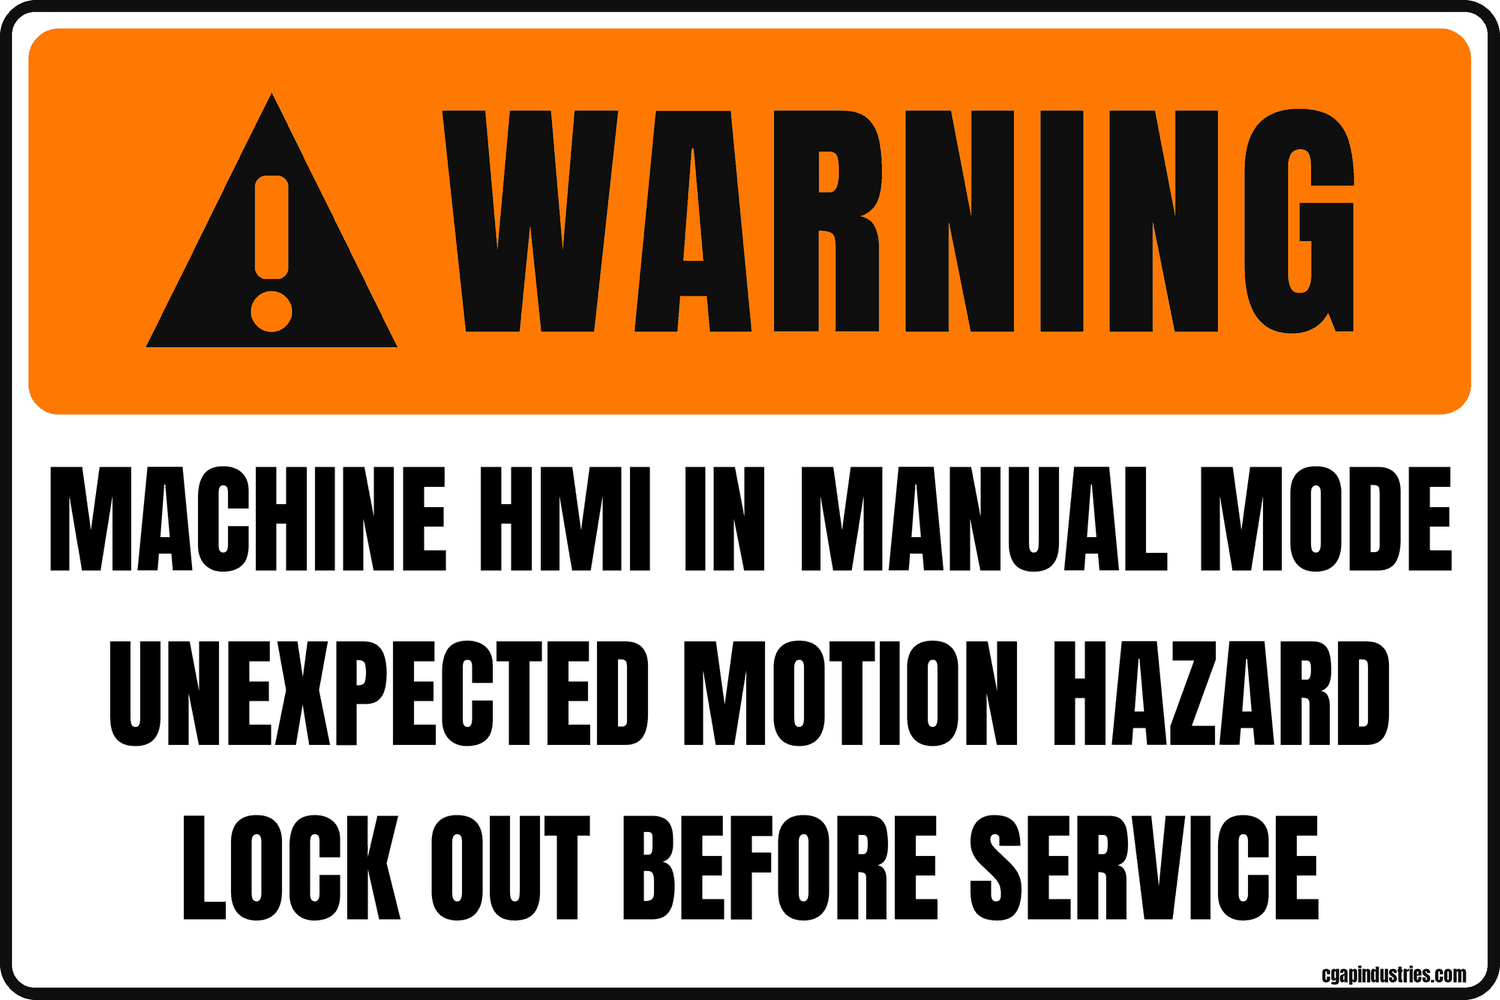 WARNING
MACHINE HMI IN MANUAL MODE
UNEXPECTED MOTION HAZARD
LOCK OUT BEFORE SERVICE
cgapindustries.com